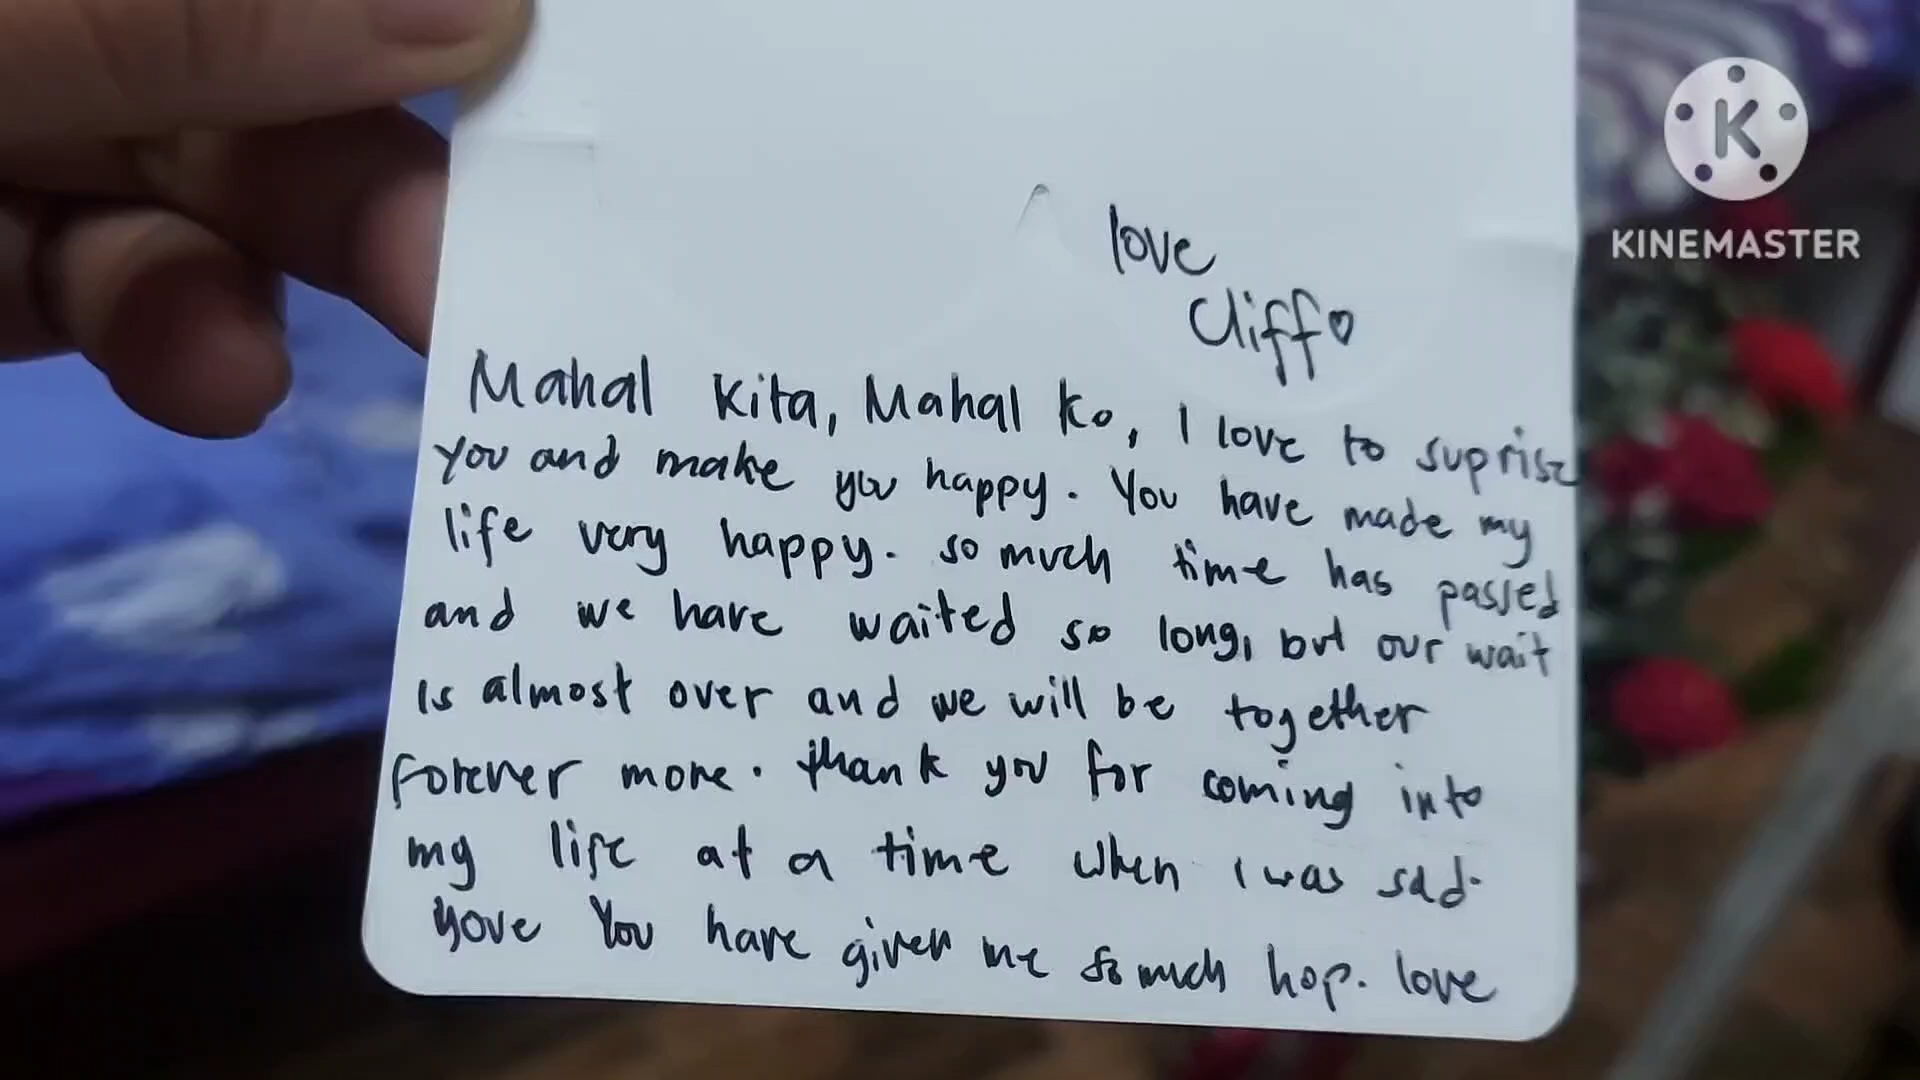 love
Cliff♡
Mahal Kita, Mahal Ko, I love to suprise
you and make you happy. You have made my
life very happy. so much time has passed
and we have waited so long, but our wait
is almost over and we will be together
forever more. thank you for coming into
my life at a time when I was sad.
yove You have given me so much hop. love
K
KINEMASTER